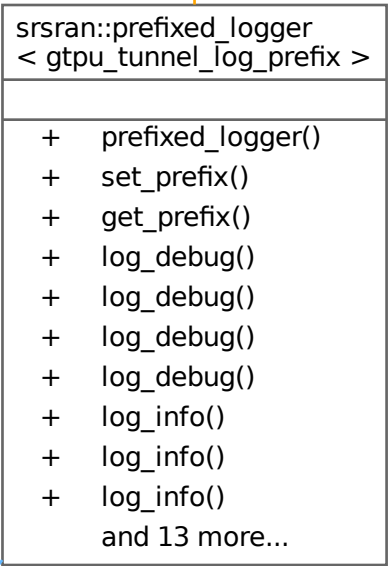 srsran::prefixed_logger
< gtpu_tunnel_log_prefix >
+ prefixed_logger()
+ set_prefix()
+ get_prefix()
+ log_debug()
+ log_debug()
+ log_debug()
+ log_debug()
+ log_info()
+ log_info()
+ log_info()
and 13 more...